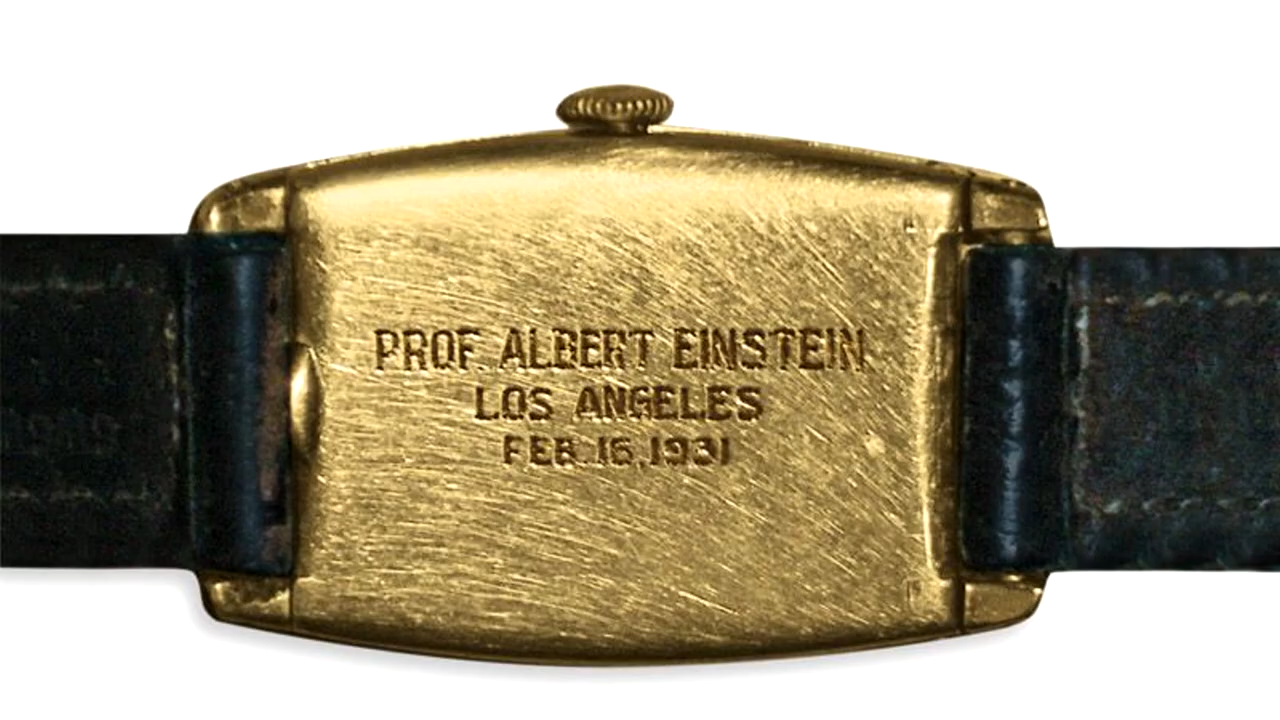 PROF. ALBERT EINSTEIN
LOS ANGELES
FEB. 16, 1931